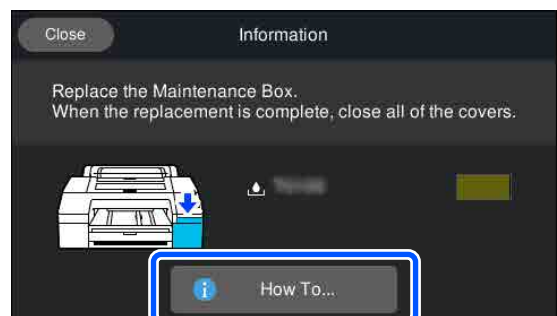 Close
Information
Replace the Maintenance Box.
When the replacement is complete, close all of the covers.
How To...